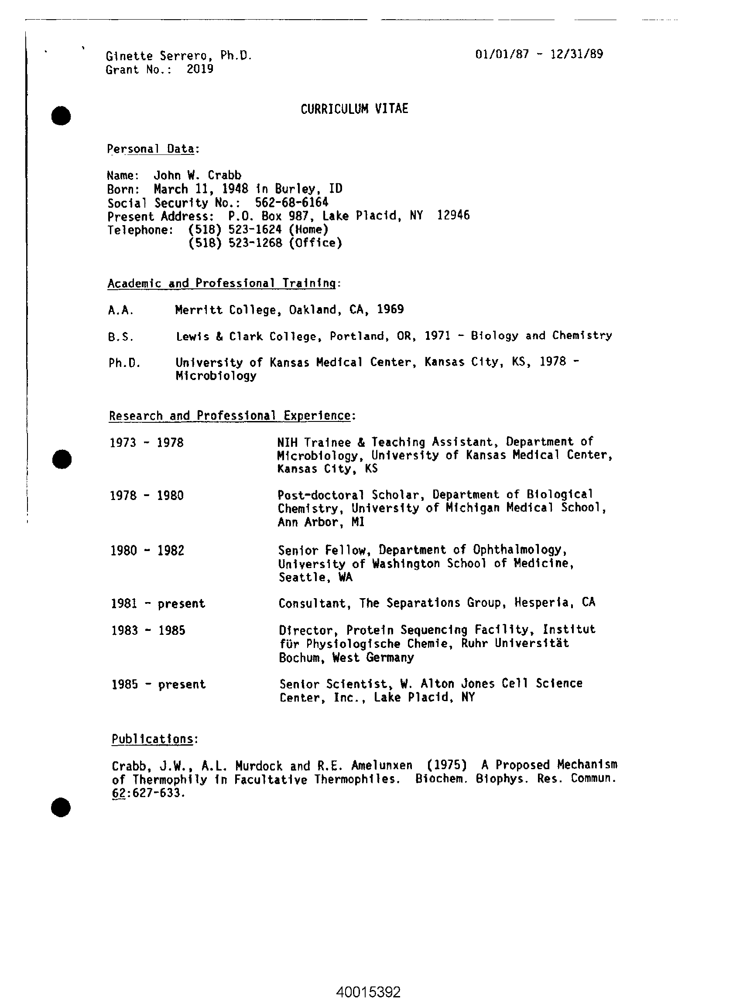 Ginette Serrero, Ph.D. 01/01/87 - 12/31/89
Grant No.: 2019
CURRICULUM VITAE
Personal Data:
Name: John W. Crabb
Born: March 11, 1948 in Burley, ID
Social Security No.: 562-68-6164
Present Address: P.O. Box 987, Lake Placid, NY 12946
Telephone: (518) 523-1624 (Home)
(518) 523-1268 (Office)
Academic and Professional Training:
A.A. Merritt College, Oakland, CA, 1969
B.S. Lewis & Clark College, Portland, OR, 1971 - Biology and Chemistry
Ph.D. University of Kansas Medical Center, Kansas City, KS, 1978 -
Microbiology
Research and Professional Experience:
1973 - 1978 NIH Trainee & Teaching Assistant, Department of
Microbiology, University of Kansas Medical Center,
Kansas City, KS
1978 - 1980 Post-doctoral Scholar, Department of Biological
Chemistry, University of Michigan Medical School,
Ann Arbor, MI
1980 - 1982 Senior Fellow, Department of Ophthalmology,
University of Washington School of Medicine,
Seattle, WA
1981 - present Consultant, The Separations Group, Hesperia, CA
1983 - 1985 Director, Protein Sequencing Facility, Institut
für Physiologische Chemie, Ruhr Universität
Bochum, West Germany
1985 - present Senior Scientist, W. Alton Jones Cell Science
Center, Inc., Lake Placid, NY
Publications:
Crabb, J.W., A.L. Murdock and R.E. Amelunxen (1975) A Proposed Mechanism
of Thermophily in Facultative Thermophiles. Biochem. Biophys. Res. Commun.
62:627-633.
40015392